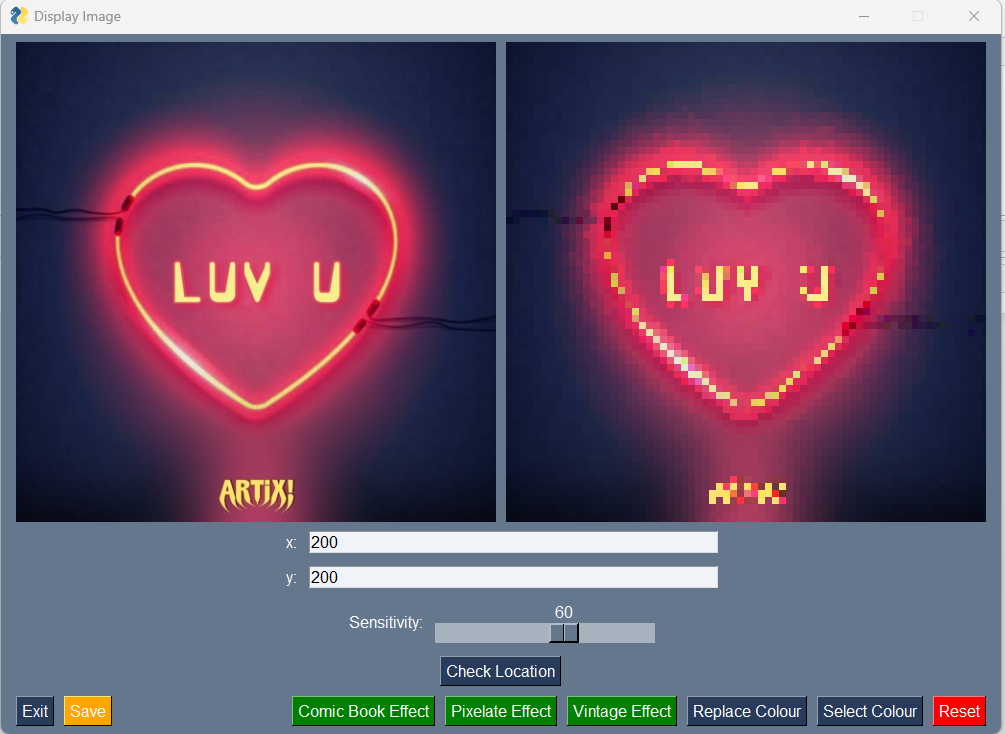 Display Image
LUV U
ARTiX!
LUV U
x: 200
y: 200
60
Sensitivity:
Check Location
Exit Save Comic Book Effect Pixelate Effect Vintage Effect Replace Colour Select Colour Reset